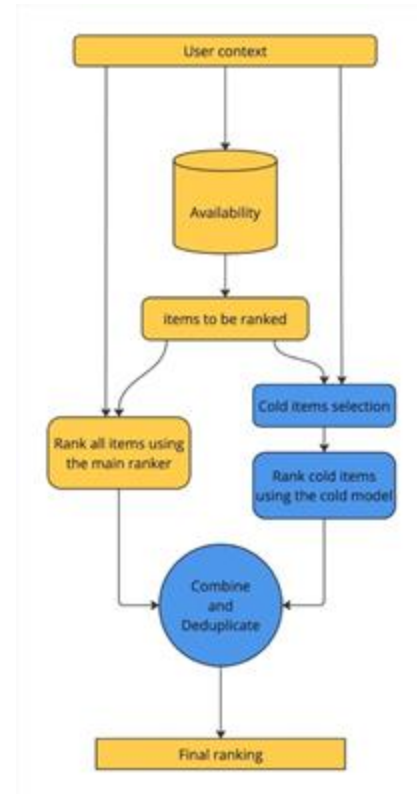 User context
Availability
items to be ranked
Cold items selection
Rank all items using
the main ranker
Rank cold items
using the cold model
Combine
and
Deduplicate
Final ranking